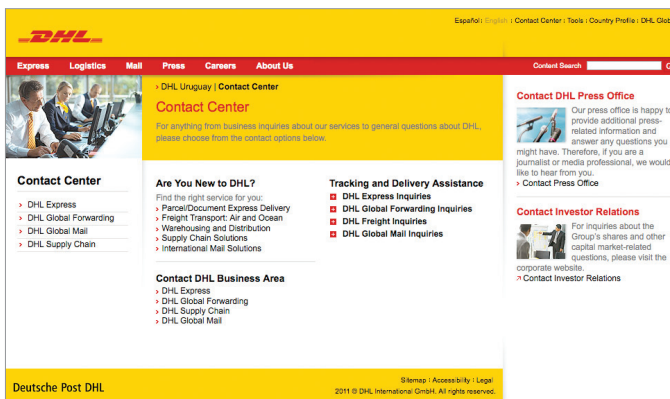 Español | English | Contact Center | Tools | Country Profile | DHL Glob
DHL
Express Logistics Mail Press Careers About Us
Content Search
› DHL Uruguay | Contact Center
Contact Center
For anything from business inquiries about our services to general questions about DHL,
please choose from the contact options below.
Contact Center
› DHL Express
› DHL Global Forwarding
› DHL Global Mail
› DHL Supply Chain
Are You New to DHL?
Find the right service for you:
› Parcel/Document Express Delivery
› Freight Transport: Air and Ocean
› Warehousing and Distribution
› Supply Chain Solutions
› International Mail Solutions
Contact DHL Business Area
› DHL Express
› DHL Global Forwarding
› DHL Supply Chain
› DHL Global Mail
Tracking and Delivery Assistance
DHL Express Inquiries
DHL Global Forwarding Inquiries
DHL Freight Inquiries
DHL Global Mail Inquiries
Contact DHL Press Office
Our press office is happy to
provide additional press-
related information and
answer any questions you
might have. Therefore, if you are a
journalist or media professional, we would
like to hear from you.
› Contact Press Office
Contact Investor Relations
For inquiries about the
Group's shares and other
capital market-related
questions, please visit the
corporate website.
Contact Investor Relations
Deutsche Post DHL
Sitemap | Accessibility | Legal
2011 © DHL International GmbH. All rights reserved.